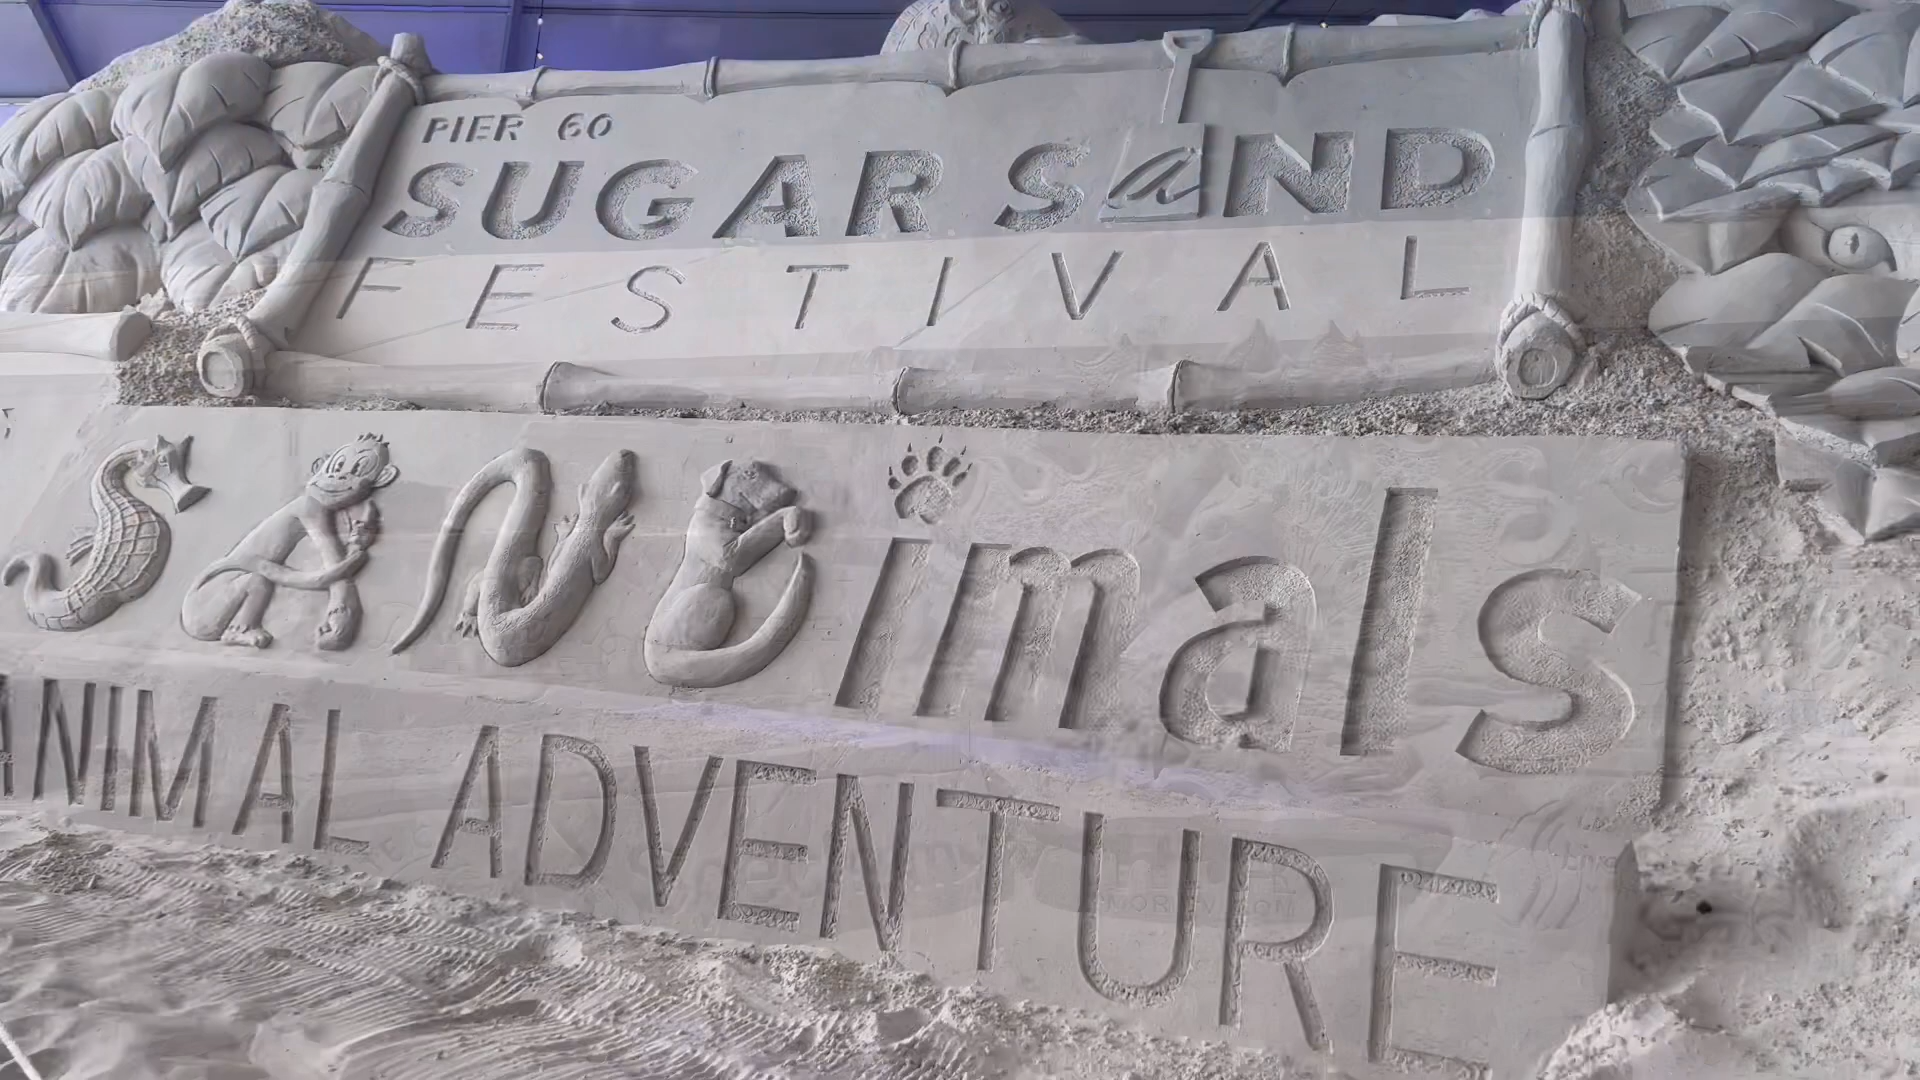 PIER 60
SUGAR SaND
FESTIVAL
SANDimals
ANIMAL ADVENTURE